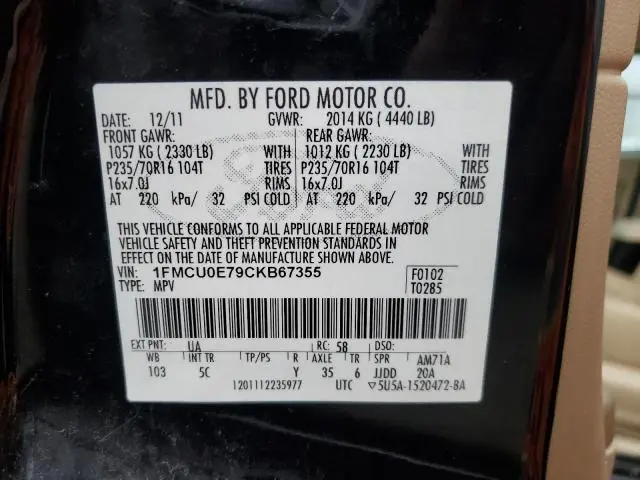 MFD. BY FORD MOTOR CO.
DATE: 12/11 GVWR: 2014 KG ( 4440 LB)
FRONT GAWR: REAR GAWR:
1057 KG ( 2330 LB) WITH 1012 KG ( 2230 LB) WITH
P235/70R16 104T TIRES P235/70R16 104T TIRES
16x7.0J RIMS 16x7.0J RIMS
AT 220 kPa/ 32 PSI COLD AT 220 kPa/ 32 PSI COLD
THIS VEHICLE CONFORMS TO ALL APPLICABLE FEDERAL MOTOR
VEHICLE SAFETY AND THEFT PREVENTION STANDARDS IN
EFFECT ON THE DATE OF MANUFACTURE SHOWN ABOVE.
VIN: 1FMCU0E79CKB67355 F0102
TYPE: MPV T0285
EXT PNT: UA RC: 58 DSO:
WB INT TR TP/PS R AXLE TR SPR AM71A
103 5C Y 35 6 JJDD 20A
1201112235977 UTC ▽5U5A-1520472-BA